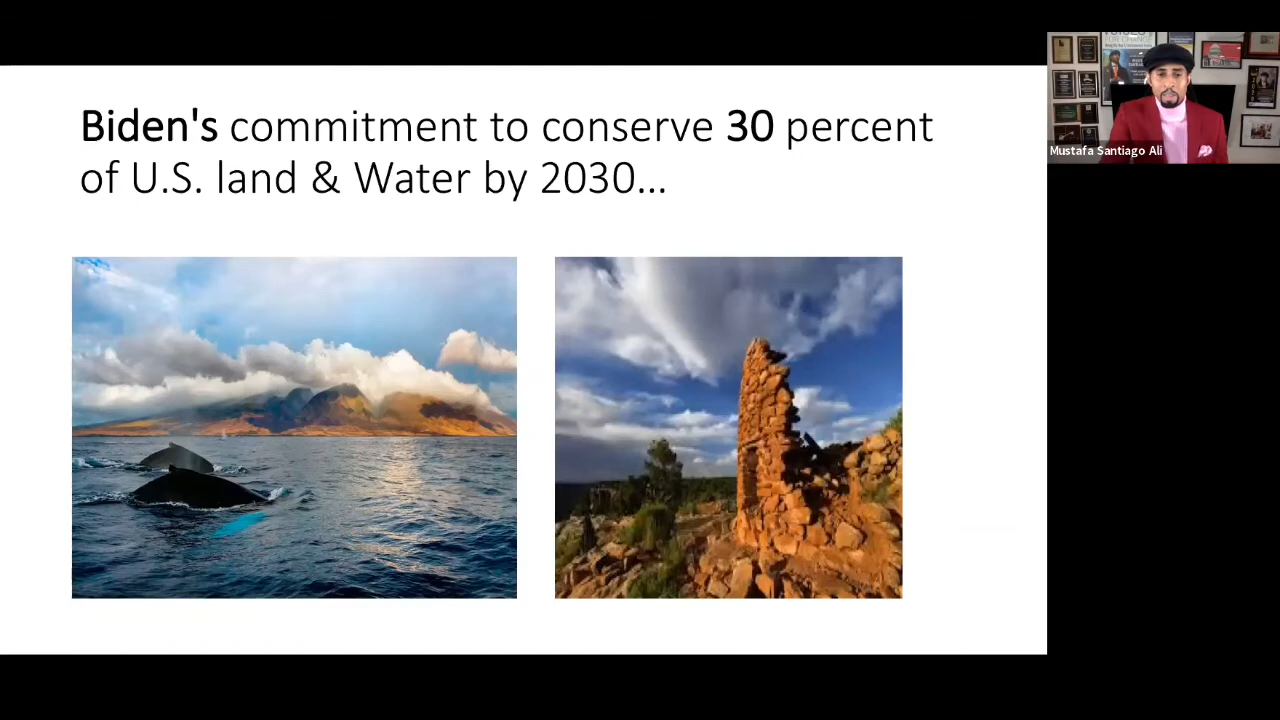 Biden's commitment to conserve 30 percent
of U.S. land & Water by 2030...
Mustafa Santiago Ali